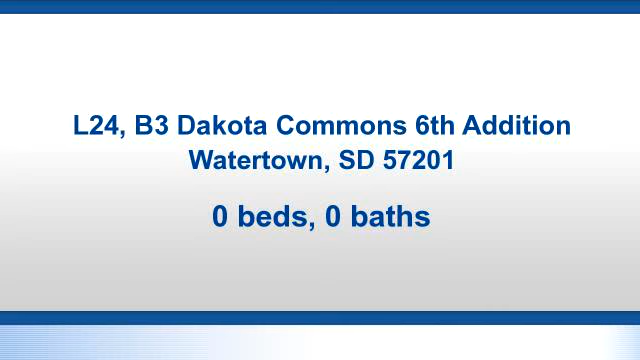 L24, B3 Dakota Commons 6th Addition
Watertown, SD 57201
0 beds, 0 baths